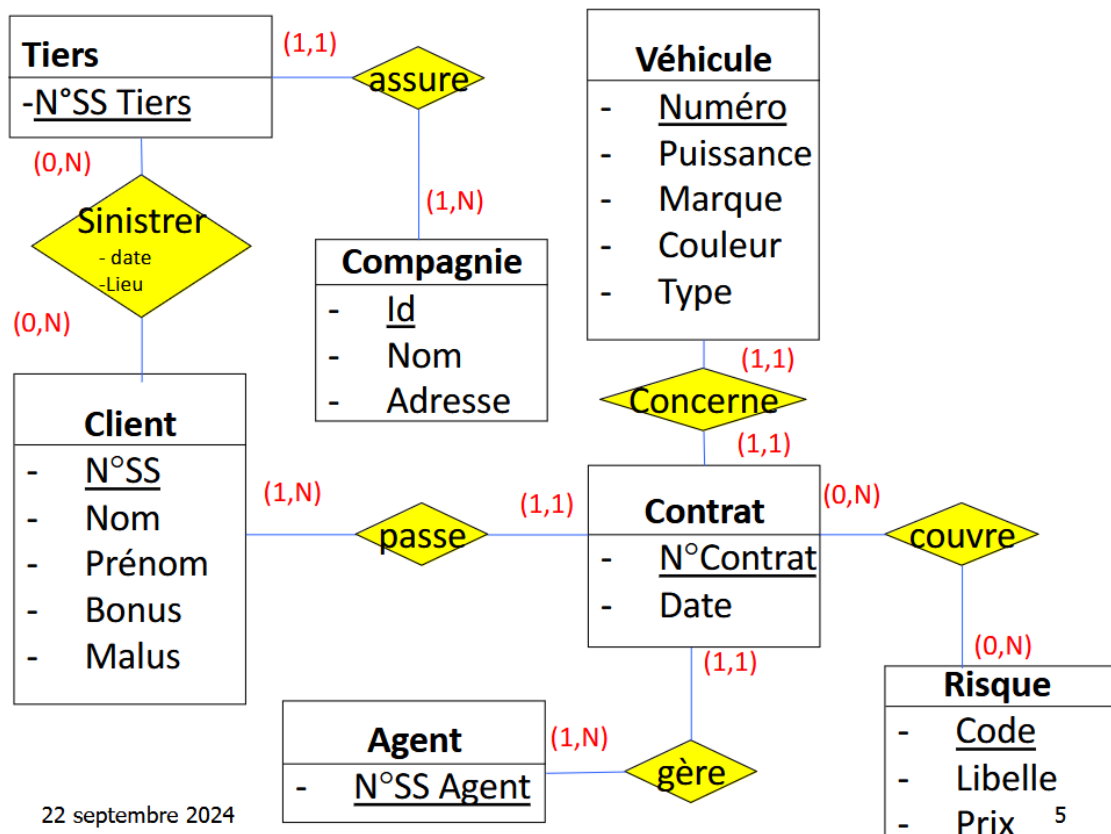 Tiers
-N°SS Tiers
(1,1)
assure
(1,N)
Compagnie
- Id
- Nom
- Adresse
Véhicule
- Numéro
- Puissance
- Marque
- Couleur
- Type
(0,N)
Sinistrer
- date
-Lieu
(0,N)
(1,1)
Concerne
(1,1)
Client
- N°SS
- Nom
- Prénom
- Bonus
- Malus
(1,N)
passe
(1,1)
Contrat
- N°Contrat
- Date
(0,N)
couvre
(0,N)
Risque
- Code
- Libelle
- Prix
(1,1)
gère
(1,N)
Agent
- N°SS Agent
22 septembre 2024
5